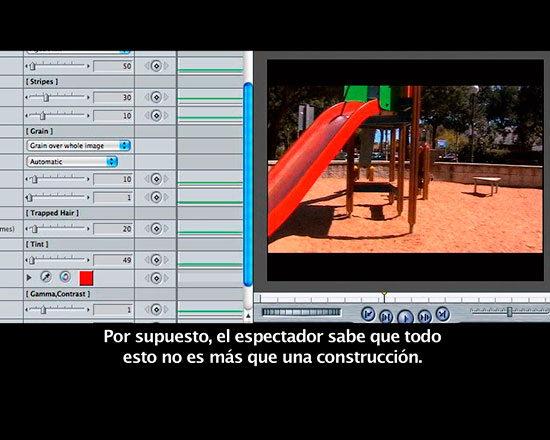 50
[ Stripes ]
30
10
[ Grain ]
Grain over whole image
Automatic
10
1
[ Trapped Hair ]
mes)
20
[ Tint ]
49
[ Gamma,Contrast ]
1
Por supuesto, el espectador sabe que todo
esto no es más que una construcción.